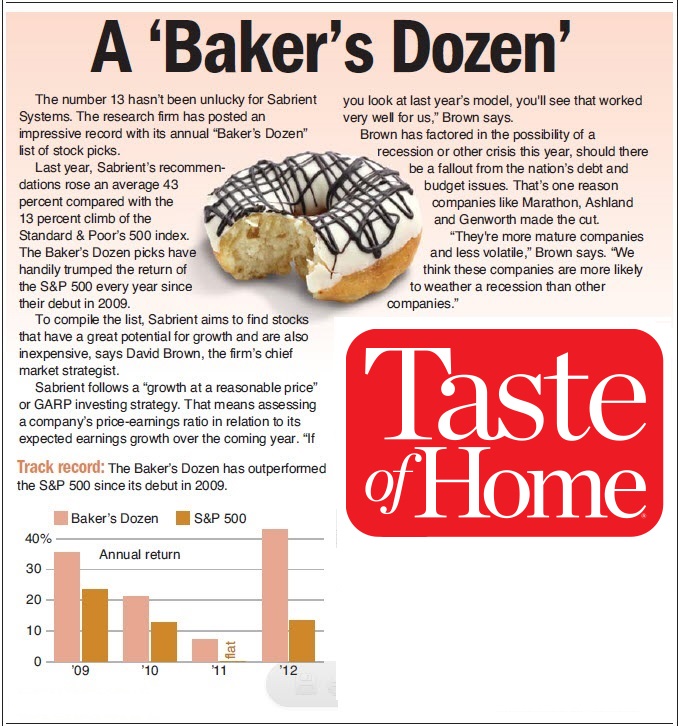 A ‘Baker’s Dozen’
The number 13 hasn’t been unlucky for Sabrient
Systems. The research firm has posted an
impressive record with its annual “Baker’s Dozen”
list of stock picks.
Last year, Sabrient’s recommen-
dations rose an average 43
percent compared with the
13 percent climb of the
Standard & Poor’s 500 index.
The Baker’s Dozen picks have
handily trumped the return of
the S&P 500 every year since
their debut in 2009.
To compile the list, Sabrient aims to find stocks
that have a great potential for growth and are also
inexpensive, says David Brown, the firm’s chief
market strategist.
Sabrient follows a “growth at a reasonable price”
or GARP investing strategy. That means assessing
a company’s price-earnings ratio in relation to its
expected earnings growth over the coming year. “If
you look at last year’s model, you'll see that worked
very well for us,” Brown says.
Brown has factored in the possibility of a
recession or other crisis this year, should there
be a fallout from the nation’s debt and
budget issues. That’s one reason
companies like Marathon, Ashland
and Genworth made the cut.
“They're more mature companies
and less volatile,” Brown says. “We
think these companies are more likely
to weather a recession than other
companies.”
Taste
of Home
Track record: The Baker’s Dozen has outperformed
the S&P 500 since its debut in 2009.
Baker’s Dozen S&P 500
Annual return
40%
30
20
10
0
flat
’09 ’10 ’11 ’12